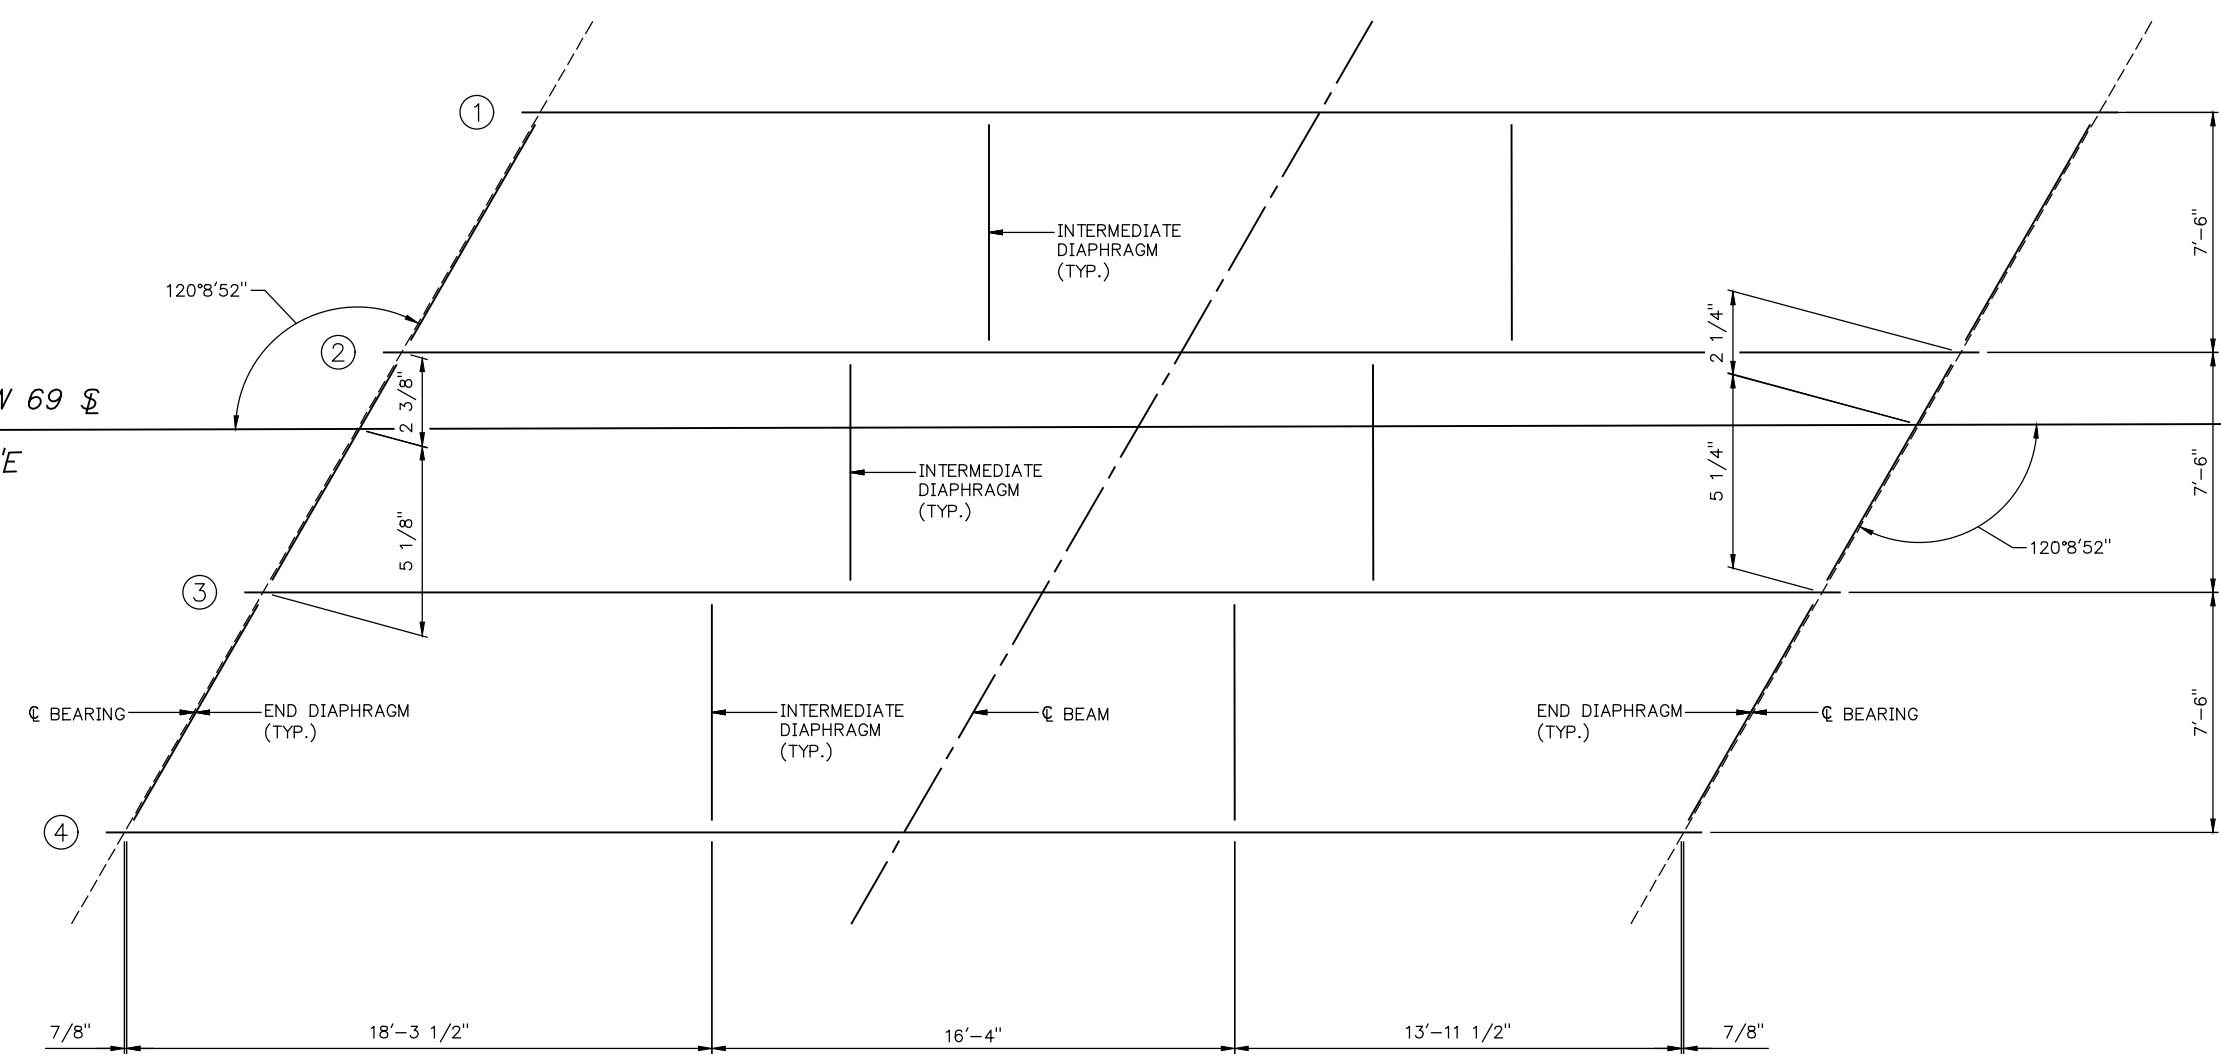 1
INTERMEDIATE
DIAPHRAGM
(TYP.)
7'-6"
120°8'52"
2
2 3/8"
2 1/4"
69 ℄
'E
INTERMEDIATE
DIAPHRAGM
(TYP.)
5 1/8"
5 1/4"
7'-6"
120°8'52"
3
℄ BEARING
END DIAPHRAGM
(TYP.)
INTERMEDIATE
DIAPHRAGM
(TYP.)
℄ BEAM
END DIAPHRAGM
(TYP.)
℄ BEARING
7'-6"
4
7/8"
18'-3 1/2"
16'-4"
13'-11 1/2"
7/8"